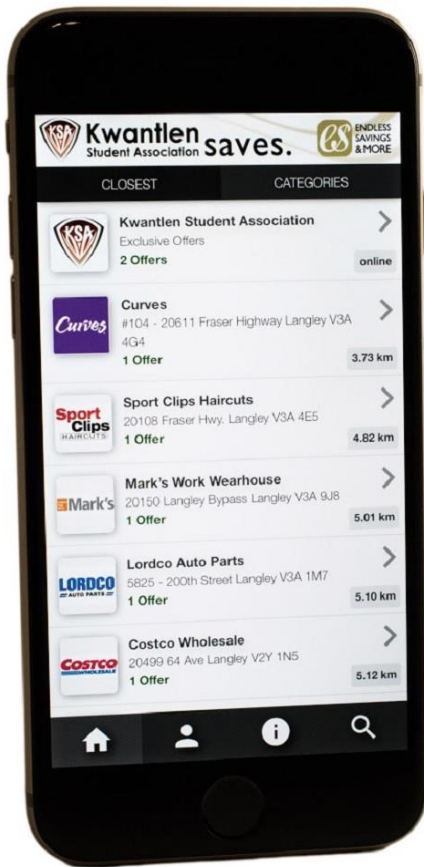 KSA
Kwantlen
Student Association saves.
es
ENDLESS
SAVINGS
& MORE
CLOSEST
CATEGORIES
KSA
Kwantlen Student Association
Exclusive Offers
2 Offers
online
Curves
Curves
#104 - 20611 Fraser Highway Langley V3A
4G4
1 Offer
3.73 km
Sport
Clips
HAIRCUTS
Sport Clips Haircuts
20108 Fraser Hwy. Langley V3A 4E5
1 Offer
4.82 km
Mark's
Mark's Work Wearhouse
20150 Langley Bypass Langley V3A 9J8
1 Offer
5.01 km
LORDCO
AUTO PARTS
Lordco Auto Parts
5825 - 200th Street Langley V3A 1M7
1 Offer
5.10 km
COSTCO
WHOLESALE
Costco Wholesale
20499 64 Ave Langley V2Y 1N5
1 Offer
5.12 km